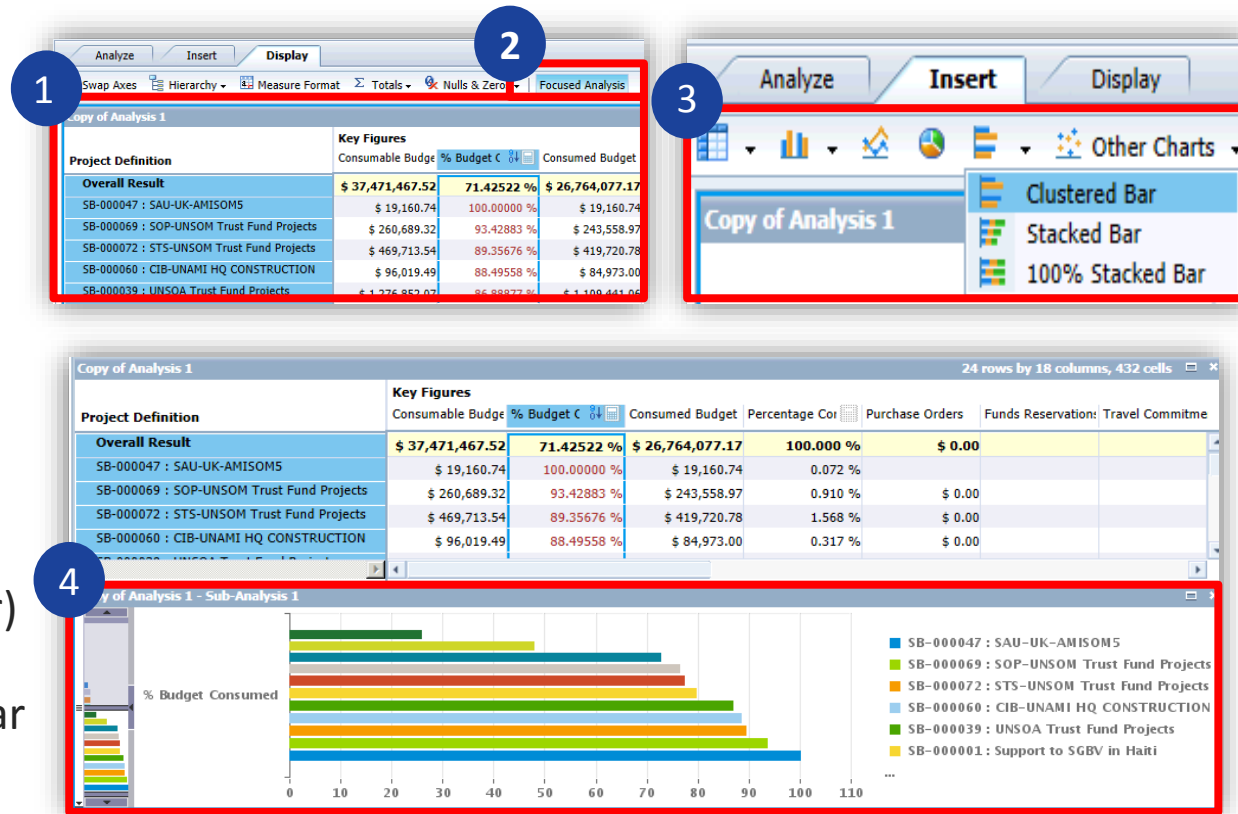 1
2
Analyze Insert Display
Swap Axes Hierarchy Measure Format Σ Totals Nulls & Zero Focused Analysis
Copy of Analysis 1
Key Figures
Project Definition Consumable Budge % Budget C Consumed Budget
Overall Result $ 37,471,467.52 71.42522 % $ 26,764,077.17
SB-000047 : SAU-UK-AMISOM5 $ 19,160.74 100.00000 % $ 19,160.74
SB-000069 : SOP-UNSOM Trust Fund Projects $ 260,689.32 93.42883 % $ 243,558.97
SB-000072 : STS-UNSOM Trust Fund Projects $ 469,713.54 89.35676 % $ 419,720.78
SB-000060 : CIB-UNAMI HQ CONSTRUCTION $ 96,019.49 88.49558 % $ 84,973.00
SB-000039 : UNSOA Trust Fund Projects $ 1,276,852.07 86.88877 % $ 1,109,441.06
3
Analyze Insert Display
Other Charts
Copy of Analysis 1
Clustered Bar
Stacked Bar
100% Stacked Bar
Copy of Analysis 1 24 rows by 18 columns, 432 cells
Key Figures
Project Definition Consumable Budge % Budget C Consumed Budget Percentage Cor Purchase Orders Funds Reservation: Travel Commitme
Overall Result $ 37,471,467.52 71.42522 % $ 26,764,077.17 100.000 % $ 0.00
SB-000047 : SAU-UK-AMISOM5 $ 19,160.74 100.00000 % $ 19,160.74 0.072 %
SB-000069 : SOP-UNSOM Trust Fund Projects $ 260,689.32 93.42883 % $ 243,558.97 0.910 % $ 0.00
SB-000072 : STS-UNSOM Trust Fund Projects $ 469,713.54 89.35676 % $ 419,720.78 1.568 % $ 0.00
SB-000060 : CIB-UNAMI HQ CONSTRUCTION $ 96,019.49 88.49558 % $ 84,973.00 0.317 % $ 0.00
4
r)
ar
Copy of Analysis 1 - Sub-Analysis 1
% Budget Consumed
0 10 20 30 40 50 60 70 80 90 100 110
SB-000047 : SAU-UK-AMISOM5
SB-000069 : SOP-UNSOM Trust Fund Projects
SB-000072 : STS-UNSOM Trust Fund Projects
SB-000060 : CIB-UNAMI HQ CONSTRUCTION
SB-000039 : UNSOA Trust Fund Projects
SB-000001 : Support to SGBV in Haiti
...